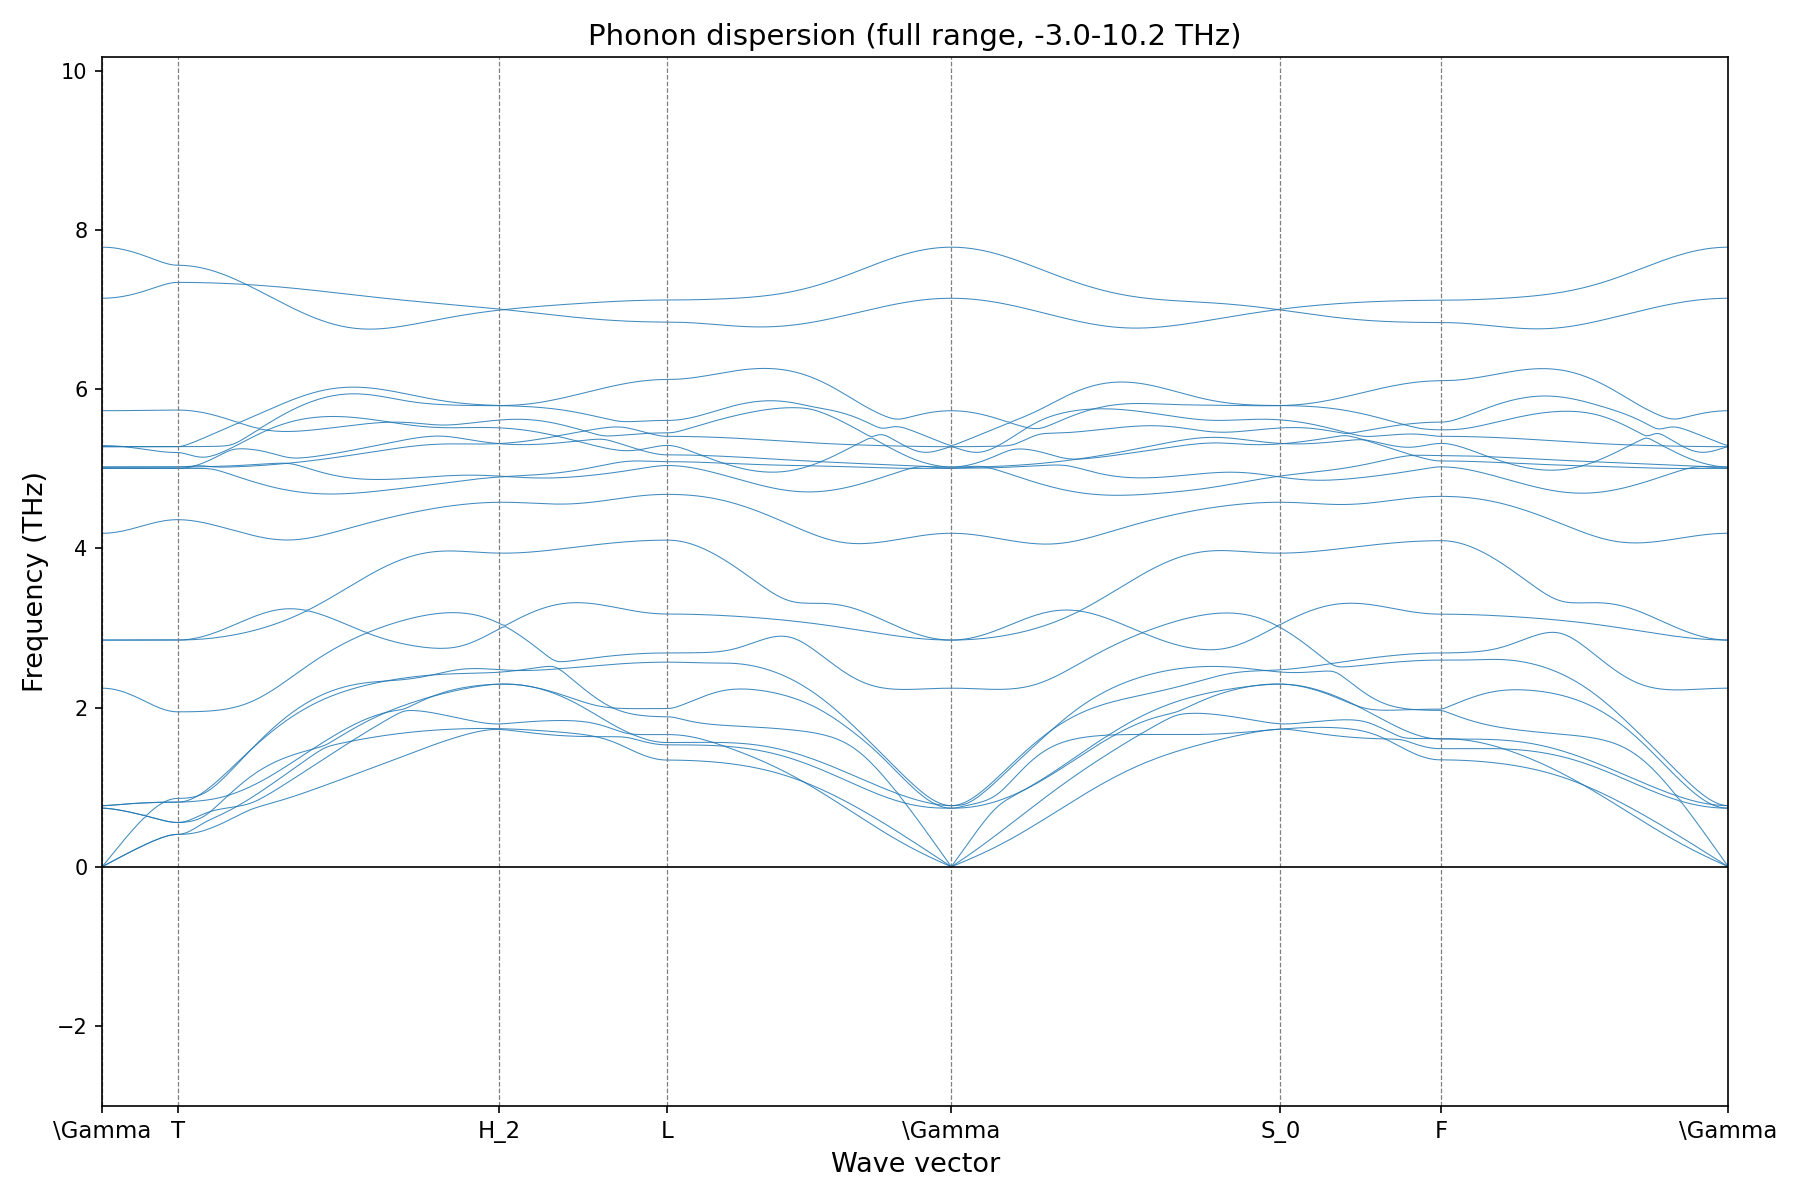 Phonon dispersion (full range, -3.0-10.2 THz)
10
8
6
4
2
0
−2
Frequency (THz)
\Gamma T H_2 L \Gamma S_0 F \Gamma
Wave vector